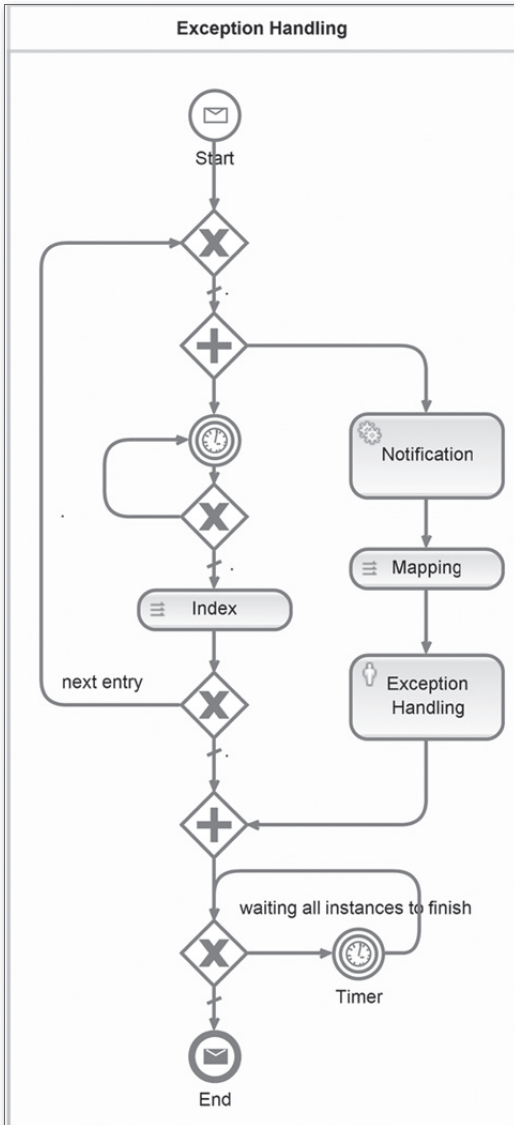 Exception Handling
Start
Notification
Mapping
Index
next entry
Exception
Handling
waiting all instances to finish
Timer
End